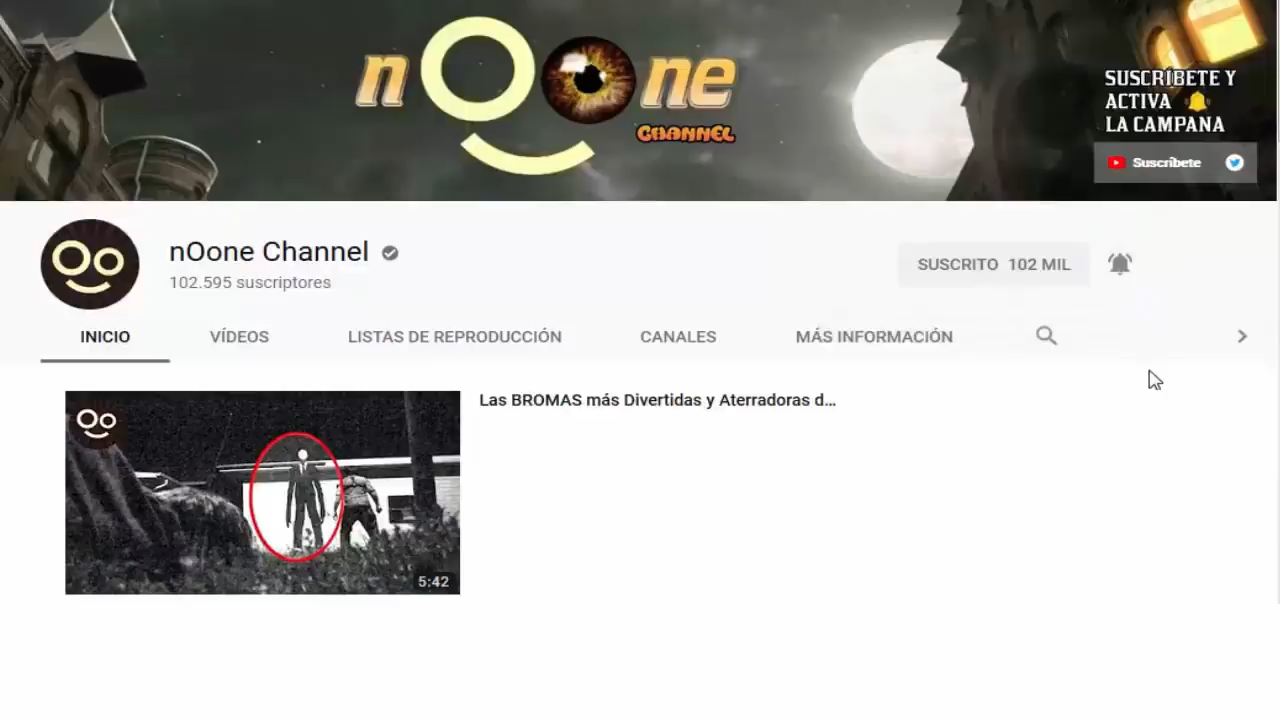 nOone
CHANNEL
SUSCRÍBETE Y
ACTIVA
LA CAMPANA
Suscríbete
nOone Channel
102.595 suscriptores
SUSCRITO 102 MIL
INICIO
VÍDEOS
LISTAS DE REPRODUCCIÓN
CANALES
MÁS INFORMACIÓN
Las BROMAS más Divertidas y Aterradoras d...
5:42